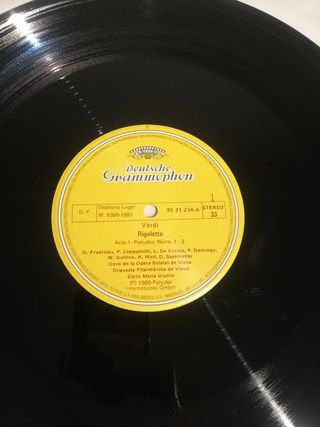 Deutsche
Grammophon
D. P.
Depósito Legal:
M. 5390-1981
25 31 234-A
1
STEREO
33
Verdi
Rigoletto
Acto I: Preludio; Núms. 1 - 2
O. Fredricks, P. Cappuccilli, L. De Corato, P. Domingo,
W. Gullino, K. Moll, D. Sagemüller
Coro de la Opera Estatal de Viena
Orquesta Filarmónica de Viena
Carlo Maria Giulini
(P) 1980 Polydor
International GmbH